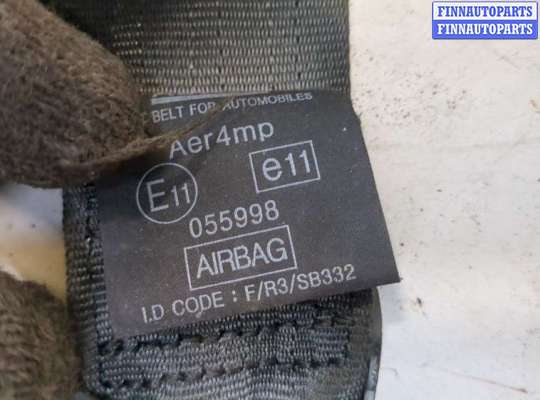 FINNAUTOPARTS
FINNAUTOPARTS
BELT FOR AUTOMOBILES
Aer4mp
E11 e11
055998
AIRBAG
I.D CODE : F/R3/SB332